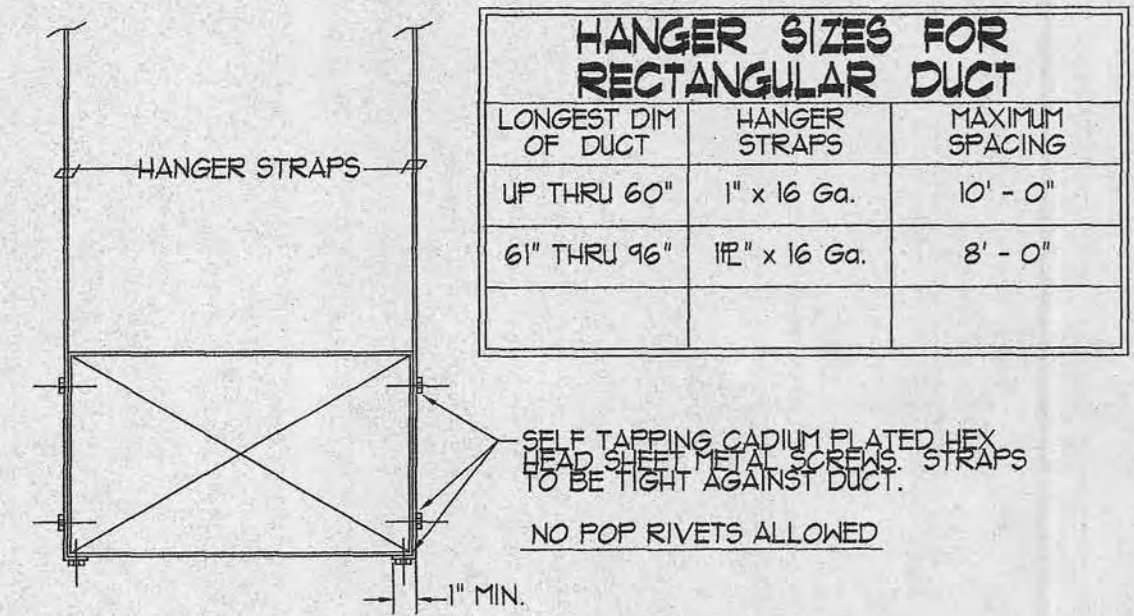 HANGER SIZES FOR
RECTANGULAR DUCT
LONGEST DIM OF DUCT HANGER STRAPS MAXIMUM SPACING
UP THRU 60" 1" x 16 Ga. 10' - 0"
61" THRU 96" x 16 Ga. 8' - 0"
HANGER STRAPS
SELF TAPPING CADIUM PLATED HEX
HEAD SHEET METAL SCREWS. STRAPS
TO BE TIGHT AGAINST DUCT.
NO POP RIVETS ALLOWED
1" MIN.